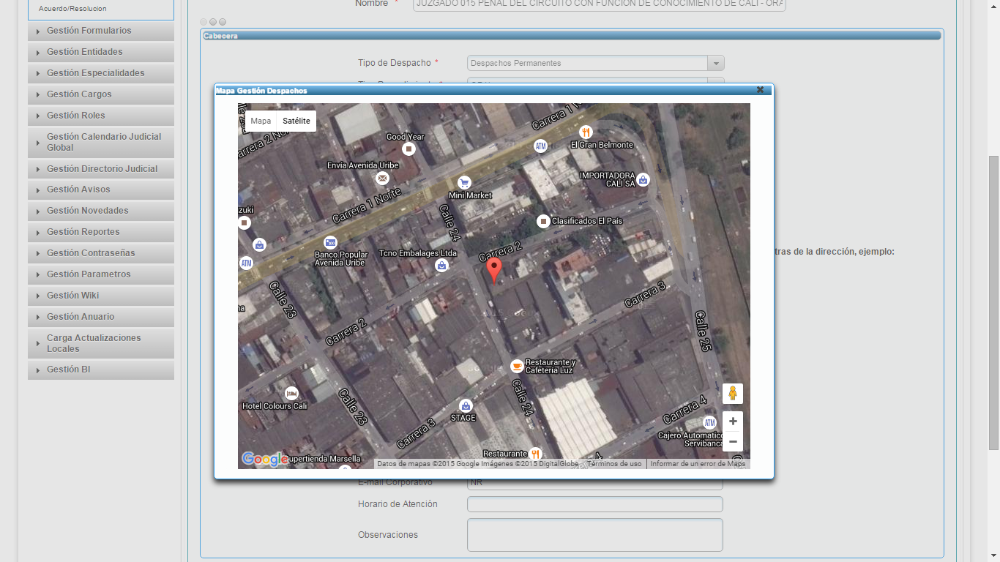 Acuerdo/Resolucion
Gestión Formularios
Gestión Entidades
Gestión Especialidades
Gestión Cargos
Gestión Roles
Gestión Calendario Judicial
Global
Gestión Directorio Judicial
Gestión Avisos
Gestión Novedades
Gestión Reportes
Gestión Contraseñas
Gestión Parametros
Gestión Wiki
Gestión Anuario
Carga Actualizaciones
Locales
Gestión BI
Nombre * JUZGADO 015 PENAL DEL CIRCUITO CON FUNCION DE CONOCIMIENTO DE CALI - ORA
Cabecera
Tipo de Despacho * Despachos Permanentes
Mapa Gestión Despachos
Mapa Satélite
Carrera 1 N
Carrera 2 No
Good Year
ATM
El Gran Belmonte
Envía Avenida Uribe
IMPORTADORA
CALI SA
Mini Market
Carrera 1 Norte
zuki
Calle 24
Clasificados El País
Banco Popular
Avenida Uribe
Tcno Embalages Ltda
Carrera 2
ATM
Calle 23
Carrera 3
na
Carrera 2
Calle 25
Restaurante y
Cafetería Luz
Calle 24
Hotel Colours Cali
Calle 23
STAGE
Carrera 3
Carrera 4
ATM
Cajero Automatico
Servibanca
Restaurante
Google
Supertienda Marsella
Datos de mapas ©2015 Google Imágenes ©2015 DigitalGlobe
Términos de uso
Informar de un error de Maps
tras de la dirección, ejemplo:
E-mail Corporativo NR
Horario de Atención
Observaciones